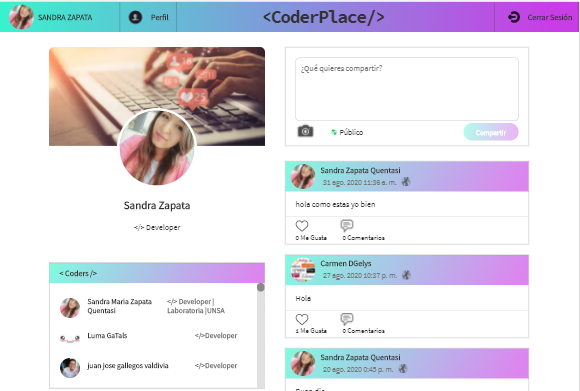 SANDRA ZAPATA
Perfil
<CoderPlace/>
Cerrar Sesión
Sandra Zapata
</> Developer
< Coders />
Sandra Maria Zapata Quentasi
</> Developer | Laboratoria |UNSA
Luma GaTals
</>Developer
juan jose gallegos valdivia
</>Developer
¿Qué quieres compartir?
Público
Compartir
Sandra Zapata Quentasi
31 ago. 2020 11:36 a. m.
hola como estas yo bien
0 Me Gusta
0 Comentarios
Carmen DGelys
27 ago. 2020 10:37 p. m.
Hola
1 Me Gusta
0 Comentarios
Sandra Zapata Quentasi
20 ago. 2020 0:45 p. m.